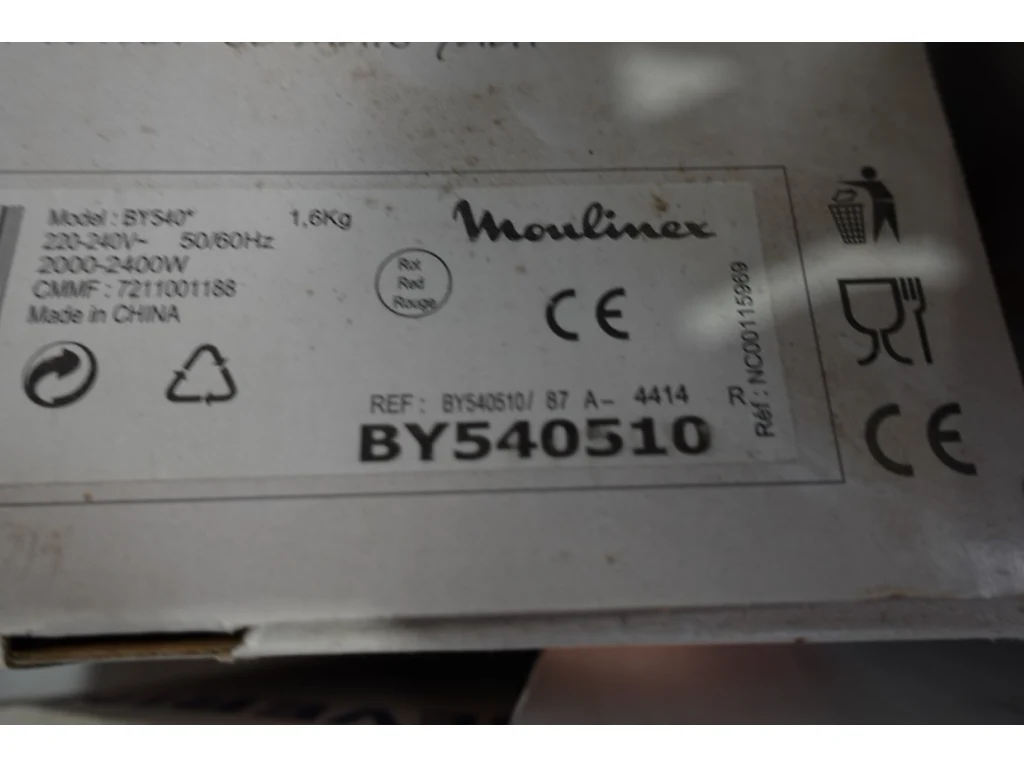 Model : BY540*
1,6Kg
Moulinex
220-240V~ 50/60Hz
2000-2400W
CMMF : 7211001188
Made in CHINA
Rot
Red
Rouge
CE
REF : BY540510/ 87 A- 4414 R
BY540510
Réf : NC00115969
CE